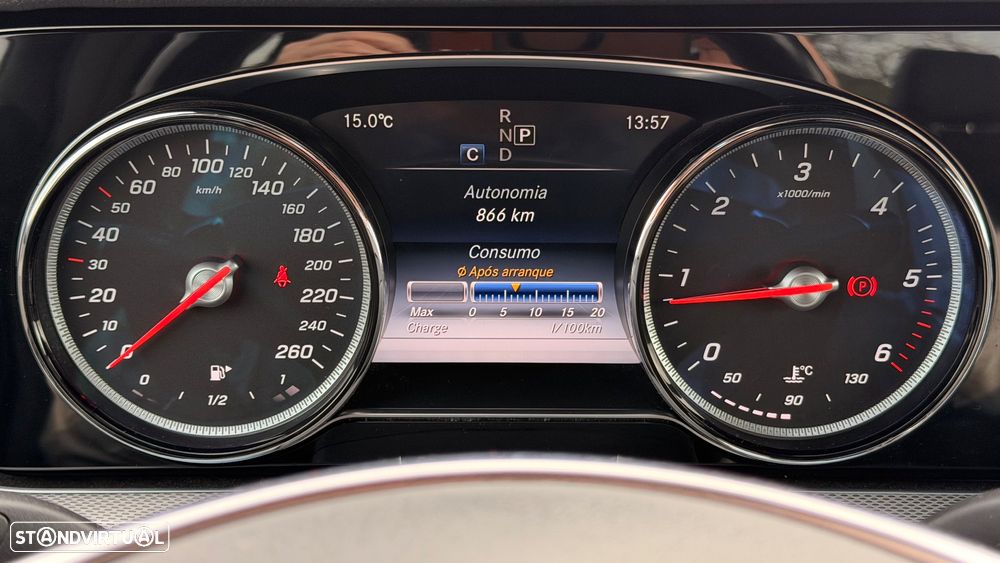 15.0°C
R
N P
C D
13:57
Autonomia
866 km
Consumo
Ø Após arranque
Max 0 5 10 15 20
Charge l/100km
0 10 20 30 40 50 60 80 100 120 140 160 180 200 220 240 260
km/h
0 1/2 1
0 1 2 3 4 5 6
x1000/min
(P)
°C
50 90 130
STANDVIRTUAL